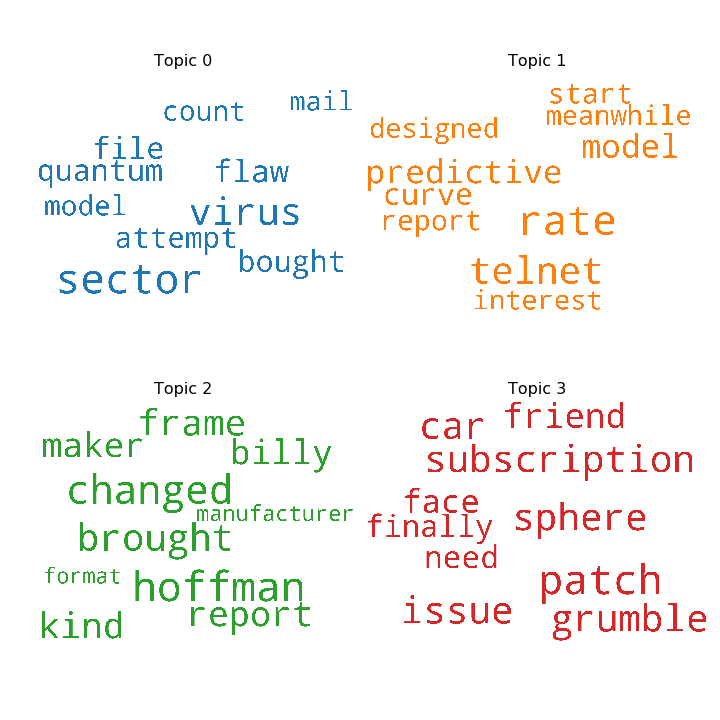 Topic 0
mail
count
file
flaw
quantum
model
virus
attempt
bought
sector
Topic 1
start
meanwhile
designed
model
predictive
curve
report
rate
telnet
interest
Topic 2
frame
maker
billy
changed
manufacturer
brought
format
hoffman
report
kind
Topic 3
friend
car
subscription
face
sphere
finally
need
patch
issue
grumble